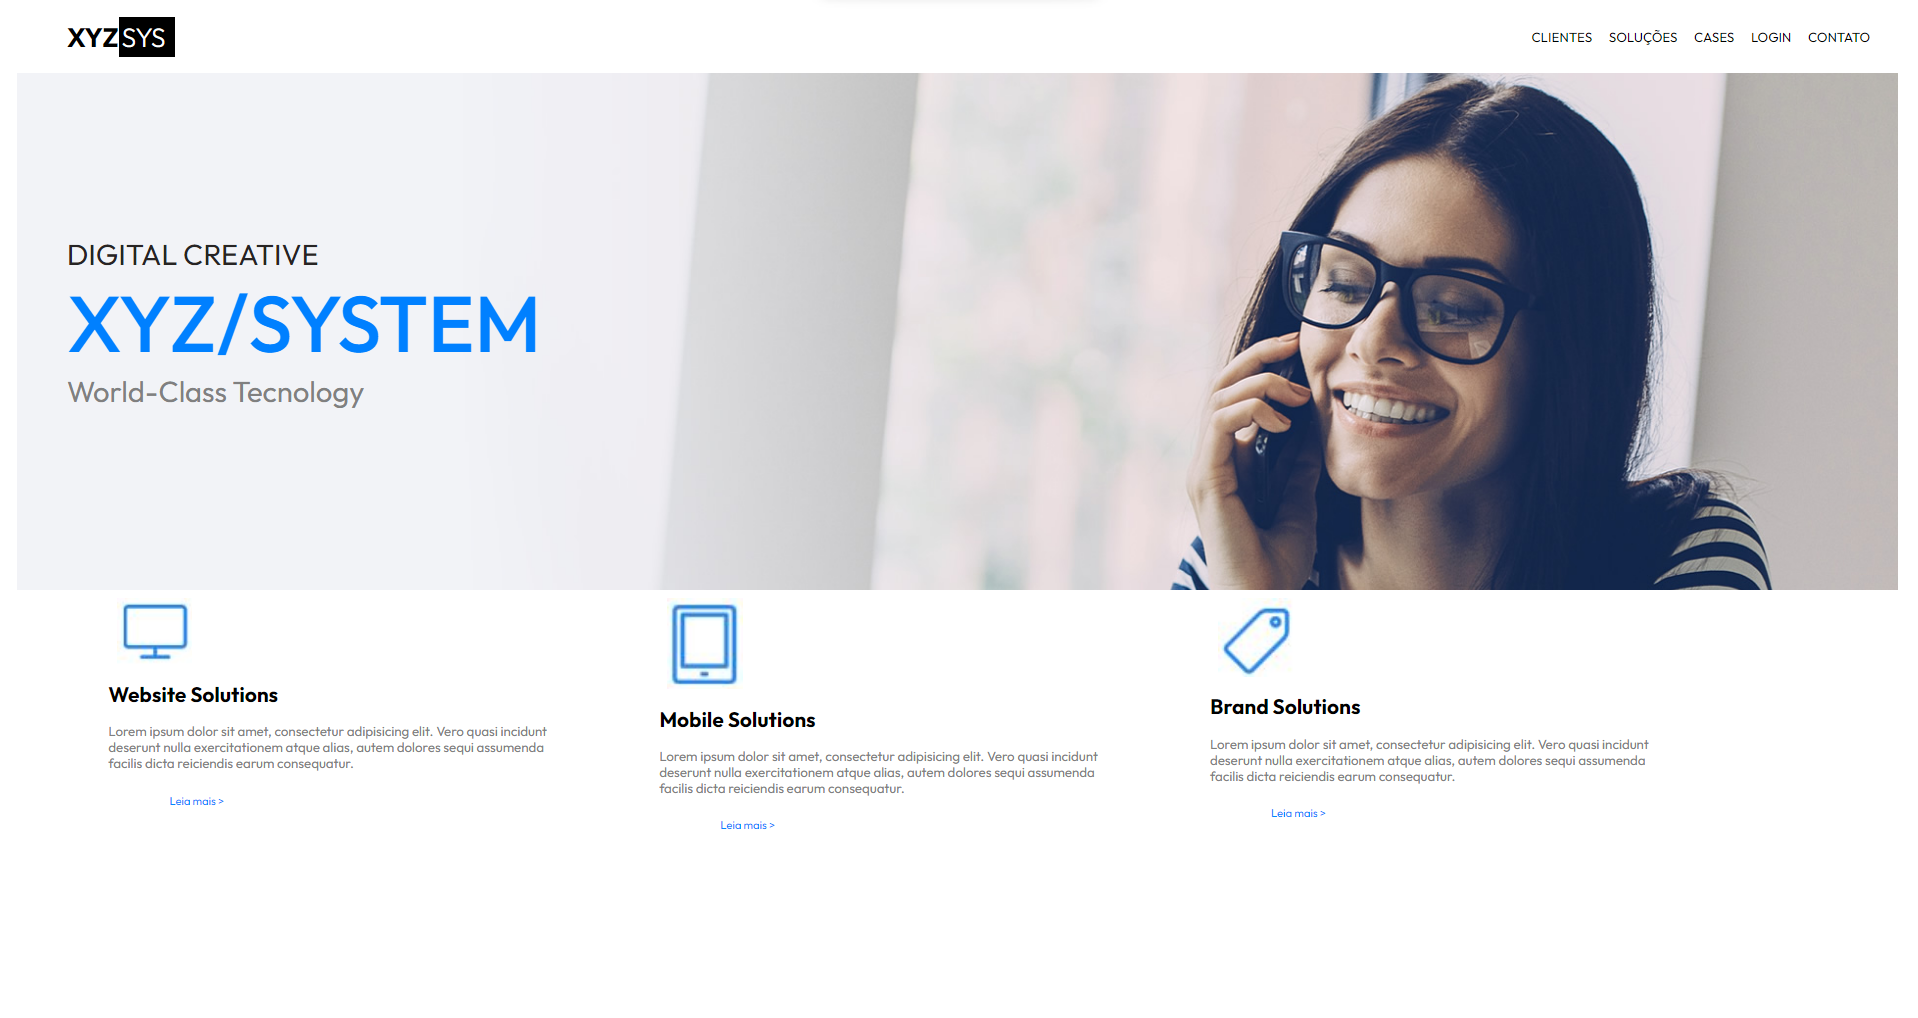 XYZSYS
CLIENTES SOLUÇÕES CASES LOGIN CONTATO
DIGITAL CREATIVE
XYZ/SYSTEM
World-Class Tecnology
Website Solutions
Lorem ipsum dolor sit amet, consectetur adipisicing elit. Vero quasi incidunt
deserunt nulla exercitationem atque alias, autem dolores sequi assumenda
facilis dicta reiciendis earum consequatur.
Leia mais >
Mobile Solutions
Lorem ipsum dolor sit amet, consectetur adipisicing elit. Vero quasi incidunt
deserunt nulla exercitationem atque alias, autem dolores sequi assumenda
facilis dicta reiciendis earum consequatur.
Leia mais >
Brand Solutions
Lorem ipsum dolor sit amet, consectetur adipisicing elit. Vero quasi incidunt
deserunt nulla exercitationem atque alias, autem dolores sequi assumenda
facilis dicta reiciendis earum consequatur.
Leia mais >